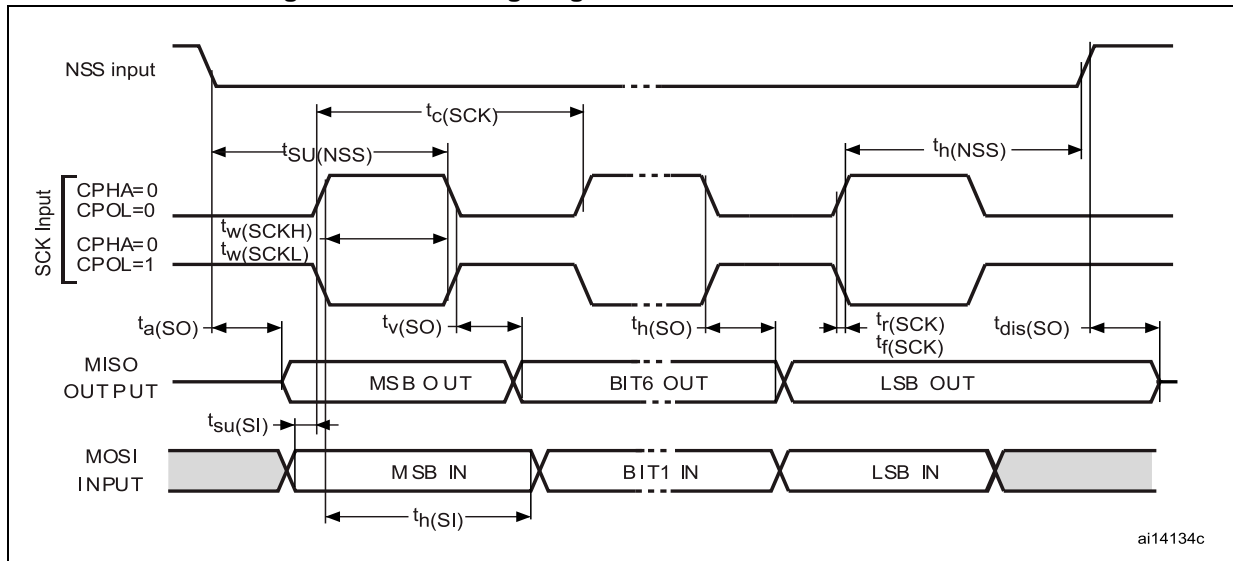 NSS input
tc(SCK)
tSU(NSS)
th(NSS)
SCK Input
CPHA=0
CPOL=0
tw(SCKH)
CPHA=0
tw(SCKL)
CPOL=1
ta(SO)
tv(SO)
th(SO)
tr(SCK)
tf(SCK)
tdis(SO)
MISO
OUTPUT
MSB OUT
BIT6 OUT
LSB OUT
tsu(SI)
MOSI
INPUT
MSB IN
BIT1 IN
LSB IN
th(SI)
ai14134c